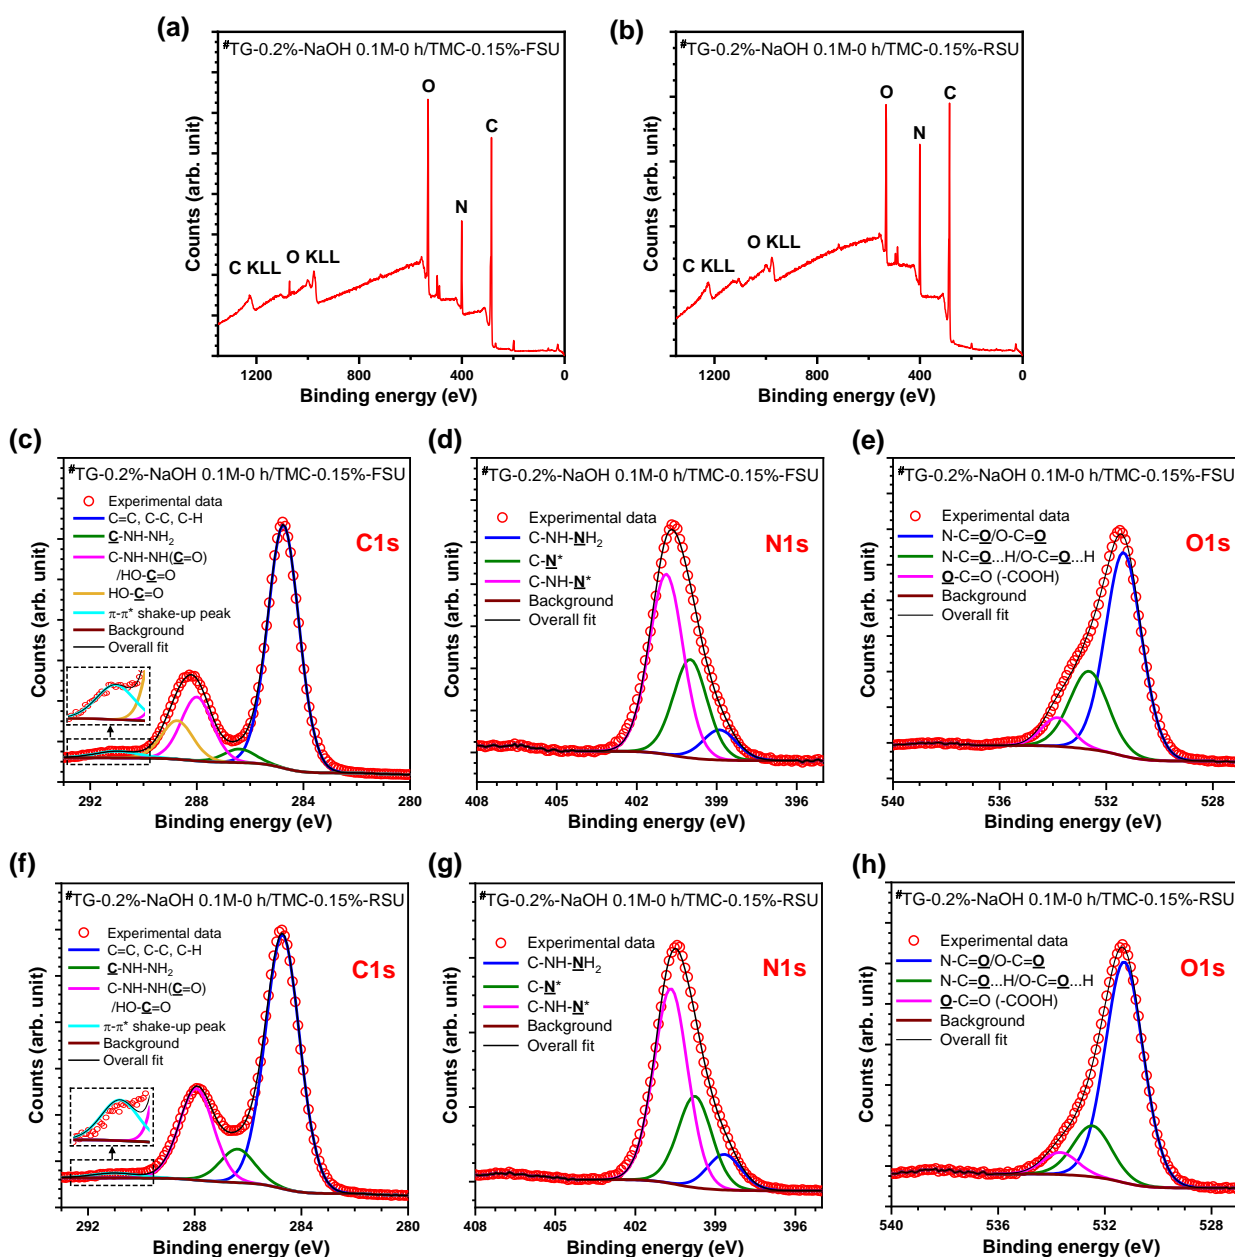 (a)
#TG-0.2%-NaOH 0.1M-0 h/TMC-0.15%-FSU
O
C
N
O KLL
C KLL
Counts (arb. unit)
1200 800 400 0
Binding energy (eV)
(b)
#TG-0.2%-NaOH 0.1M-0 h/TMC-0.15%-RSU
O
C
N
O KLL
C KLL
Counts (arb. unit)
1200 800 400 0
Binding energy (eV)
(c)
#TG-0.2%-NaOH 0.1M-0 h/TMC-0.15%-FSU
Experimental data
C=C, C-C, C-H
C-NH-NH2
C-NH-NH(C=O)
/HO-C=O
HO-C=O
π-π* shake-up peak
Background
Overall fit
C1s
Counts (arb. unit)
292 288 284 280
Binding energy (eV)
(d)
#TG-0.2%-NaOH 0.1M-0 h/TMC-0.15%-FSU
Experimental data
C-NH-NH2
C-N*
C-NH-N*
Background
Overall fit
N1s
Counts (arb. unit)
408 405 402 399 396
Binding energy (eV)
(e)
#TG-0.2%-NaOH 0.1M-0 h/TMC-0.15%-FSU
Experimental data
N-C=O/O-C=O
N-C=O...H/O-C=O...H
O-C=O (-COOH)
Background
Overall fit
O1s
Counts (arb. unit)
540 536 532 528
Binding energy (eV)
(f)
#TG-0.2%-NaOH 0.1M-0 h/TMC-0.15%-RSU
Experimental data
C=C, C-C, C-H
C-NH-NH2
C-NH-NH(C=O)
/HO-C=O
π-π* shake-up peak
Background
Overall fit
C1s
Counts (arb. unit)
292 288 284 280
Binding energy (eV)
(g)
#TG-0.2%-NaOH 0.1M-0 h/TMC-0.15%-RSU
Experimental data
C-NH-NH2
C-N*
C-NH-N*
Background
Overall fit
N1s
Counts (arb. unit)
408 405 402 399 396
Binding energy (eV)
(h)
#TG-0.2%-NaOH 0.1M-0 h/TMC-0.15%-RSU
Experimental data
N-C=O/O-C=O
N-C=O...H/O-C=O...H
O-C=O (-COOH)
Background
Overall fit
O1s
Counts (arb. unit)
540 536 532 528
Binding energy (eV)